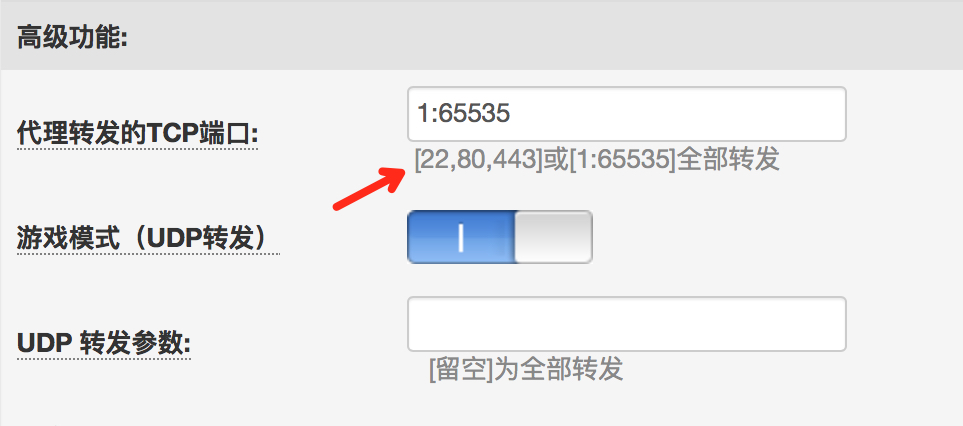 高级功能:
代理转发的TCP端口:
1:65535
[22,80,443]或[1:65535]全部转发
游戏模式（UDP转发）
UDP 转发参数:
[留空]为全部转发